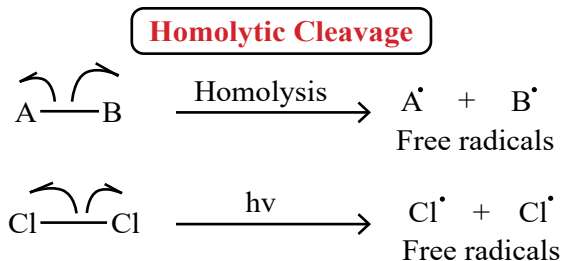 Homolytic Cleavage
A—B Homolysis A• + B•
Free radicals
Cl—Cl hv Cl• + Cl•
Free radicals